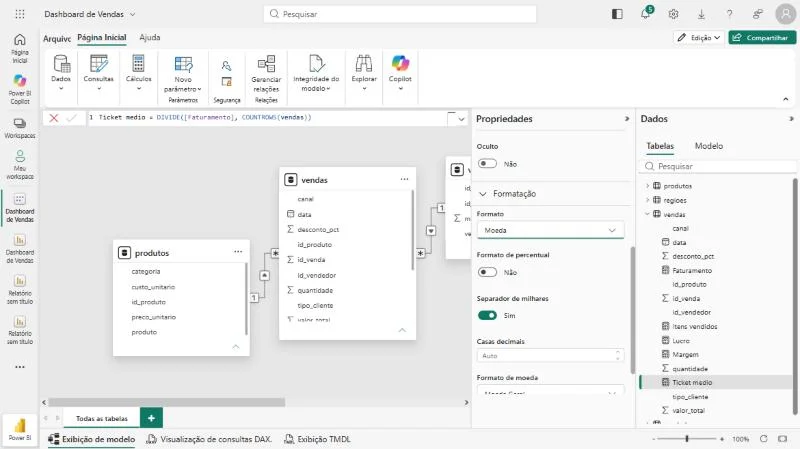 Dashboard de Vendas
Pesquisar
5
Arquivo
Página Inicial
Ajuda
Edição
Compartilhar
Página Inicial
Power BI Copilot
Workspaces
Meu workspace
Dashboard de Vendas
Dashboard de Vendas
Relatório sem título
Relatório sem título
Power BI
Dados
Consultas
Cálculos
Novo parâmetro
Parâmetros
Segurança
Gerenciar relações
Relações
Integridade do modelo
Explorar
Copilot
1 Ticket medio = DIVIDE([Faturamento], COUNTROWS(vendas))
produtos
categoria
custo_unitario
id_produto
preco_unitario
produto
1
*
vendas
canal
data
desconto_pct
id_produto
id_venda
id_vendedor
quantidade
tipo_cliente
valor_total
*
1
Todas as tabelas
+
Exibição de modelo
Visualização de consultas DAX.
Exibição TMDL
Propriedades
Oculto
Não
Formatação
Formato
Moeda
Formato de percentual
Não
Separador de milhares
Sim
Casas decimais
Auto
Formato de moeda
Moeda Geral
Dados
Tabelas
Modelo
Pesquisar
produtos
regioes
vendas
canal
data
desconto_pct
Faturamento
id_produto
id_venda
id_vendedor
Itens vendidos
Lucro
Margem
quantidade
Ticket medio
tipo_cliente
valor_total
100%